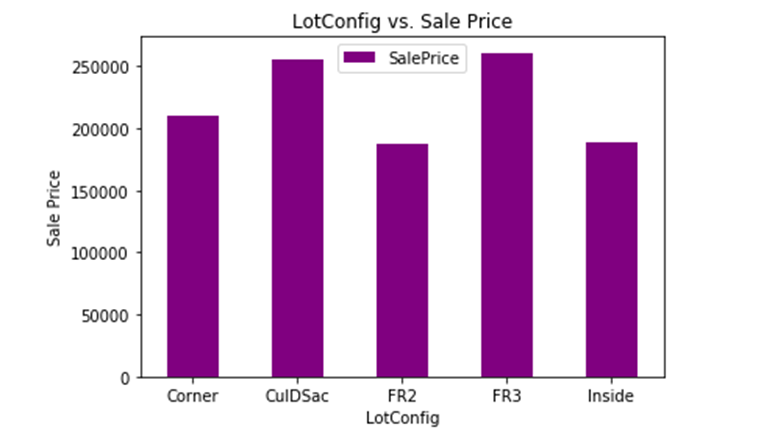 LotConfig vs. Sale Price
SalePrice
Sale Price
250000
200000
150000
100000
50000
0
Corner CulDSac FR2 FR3 Inside
LotConfig